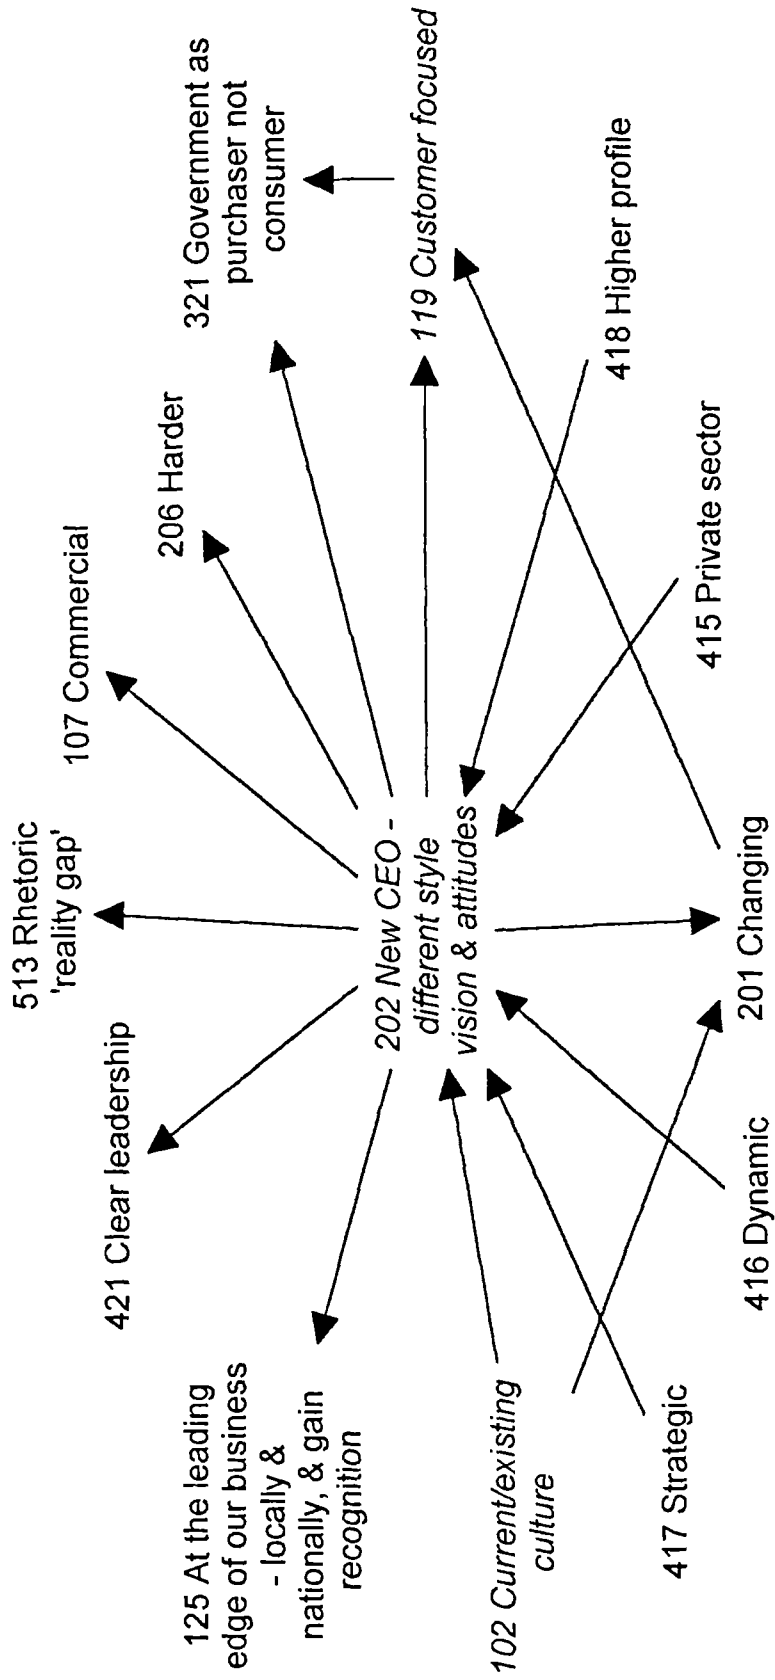 513 Rhetoric
'reality gap'
107 Commercial
421 Clear leadership
206 Harder
125 At the leading
edge of our business
- locally &
nationally, & gain
recognition
321 Government as
purchaser not
consumer
202 New CEO -
different style
vision & attitudes
119 Customer focused
102 Current/existing
culture
418 Higher profile
417 Strategic
415 Private sector
416 Dynamic
201 Changing